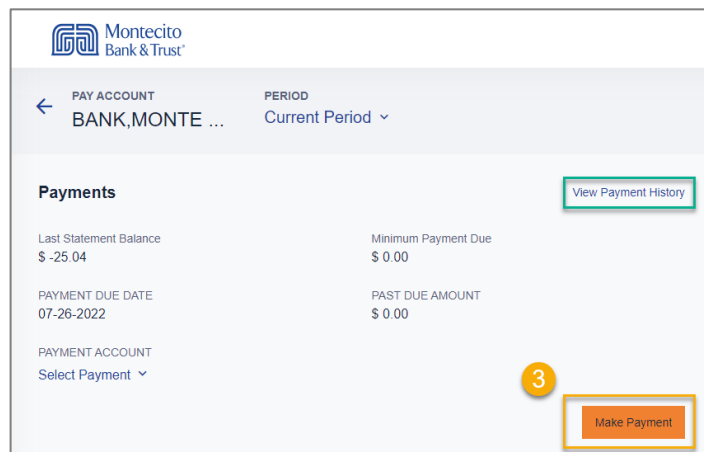 Montecito
Bank & Trust®
PAY ACCOUNT
BANK,MONTE ...
PERIOD
Current Period
Payments
View Payment History
Last Statement Balance
$ -25.04
Minimum Payment Due
$ 0.00
PAYMENT DUE DATE
07-26-2022
PAST DUE AMOUNT
$ 0.00
PAYMENT ACCOUNT
Select Payment
3
Make Payment